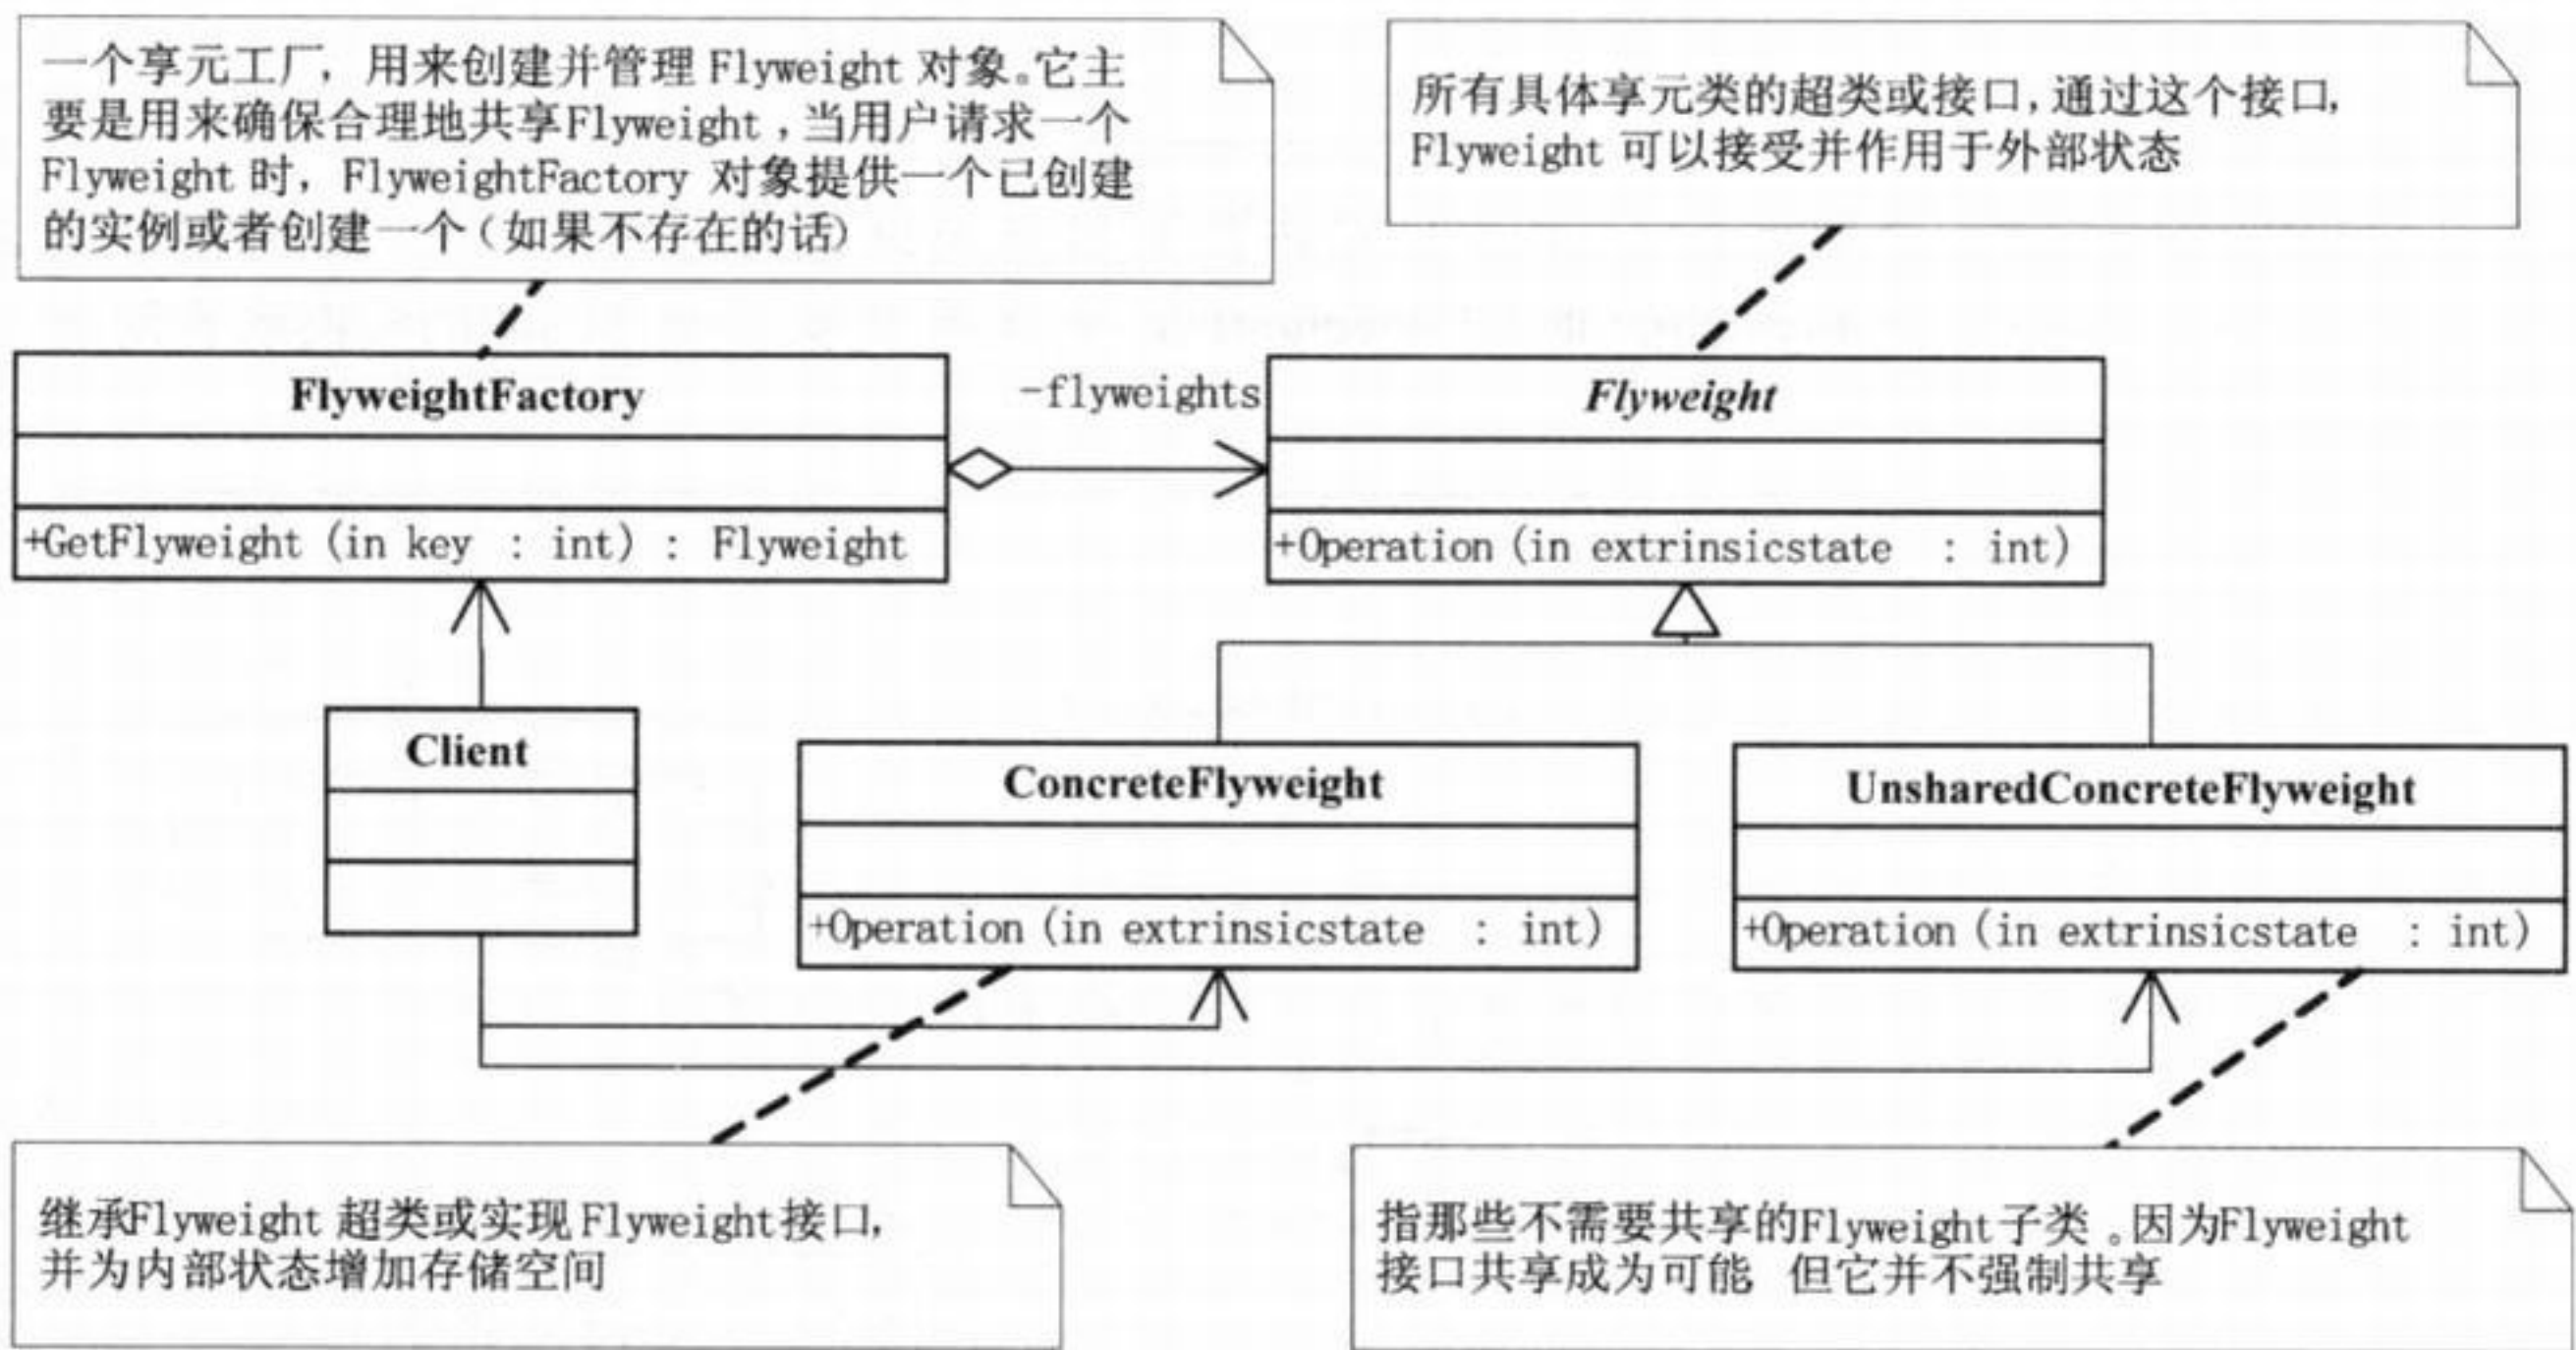 一个享元工厂，用来创建并管理 Flyweight 对象。它主
要是用来确保合理地共享Flyweight，当用户请求一个
Flyweight 时，FlyweightFactory 对象提供一个已创建
的实例或者创建一个（如果不存在的话）
所有具体享元类的超类或接口，通过这个接口，
Flyweight 可以接受并作用于外部状态
FlyweightFactory
-flyweights
Flyweight
+GetFlyweight (in key : int) : Flyweight
+Operation (in extrinsicstate : int)
Client
ConcreteFlyweight
UnsharedConcreteFlyweight
+Operation (in extrinsicstate : int)
+Operation (in extrinsicstate : int)
继承Flyweight 超类或实现 Flyweight接口，
并为内部状态增加存储空间
指那些不需要共享的Flyweight子类 。因为Flyweight
接口共享成为可能 但它并不强制共享